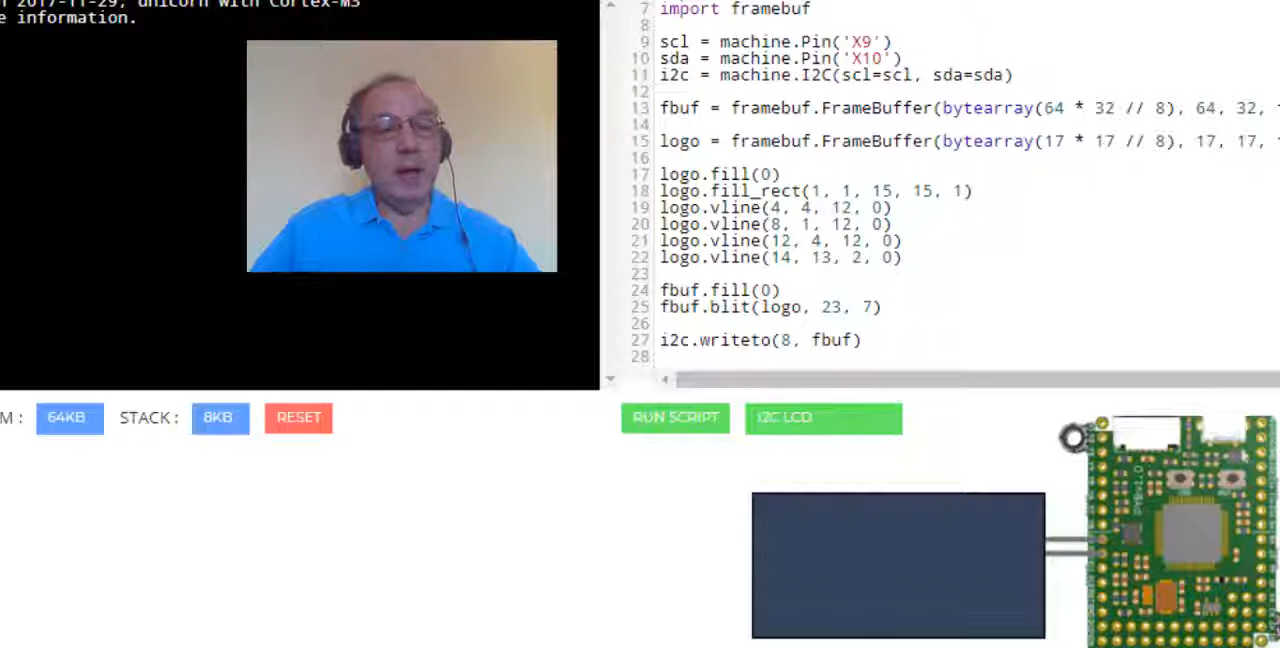 2017-11-29, unicorn with Cortex-M3
e information.
7 import framebuf
8
9 scl = machine.Pin('X9')
10 sda = machine.Pin('X10')
11 i2c = machine.I2C(scl=scl, sda=sda)
12
13 fbuf = framebuf.FrameBuffer(bytearray(64 * 32 // 8), 64, 32,
14
15 logo = framebuf.FrameBuffer(bytearray(17 * 17 // 8), 17, 17,
16
17 logo.fill(0)
18 logo.fill_rect(1, 1, 15, 15, 1)
19 logo.vline(4, 4, 12, 0)
20 logo.vline(8, 1, 12, 0)
21 logo.vline(12, 4, 12, 0)
22 logo.vline(14, 13, 2, 0)
23
24 fbuf.fill(0)
25 fbuf.blit(logo, 23, 7)
26
27 i2c.writeto(8, fbuf)
28
M : 64KB STACK : 8KB RESET
RUN SCRIPT I2C LCD
PYBv1.0